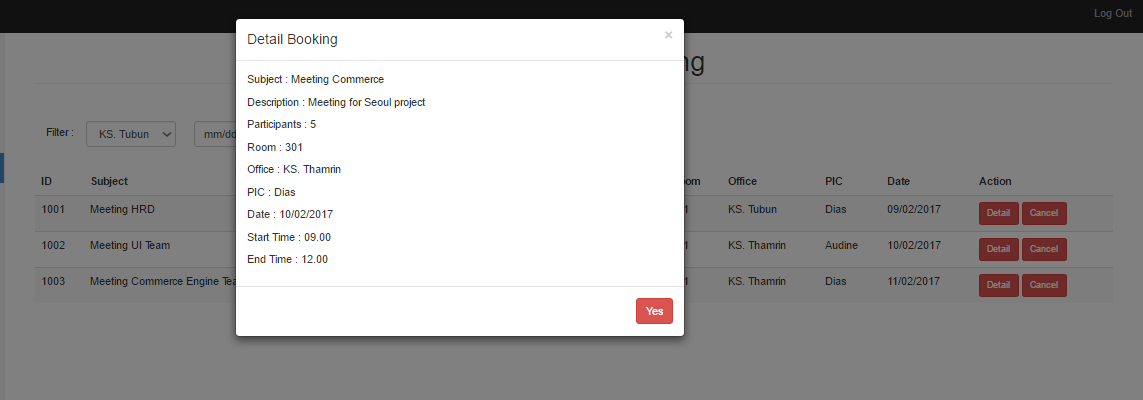 Log Out
Detail Booking ×
Subject : Meeting Commerce
Description : Meeting for Seoul project
Participants : 5
Room : 301
Office : KS. Thamrin
PIC : Dias
Date : 10/02/2017
Start Time : 09.00
End Time : 12.00
Yes
ng
Filter : KS. Tubun mm/dd
ID Subject om Office PIC Date Action
1001 Meeting HRD 1 KS. Tubun Dias 09/02/2017 Detail Cancel
1002 Meeting UI Team 1 KS. Thamrin Audine 10/02/2017 Detail Cancel
1003 Meeting Commerce Engine Tea 1 KS. Thamrin Dias 11/02/2017 Detail Cancel